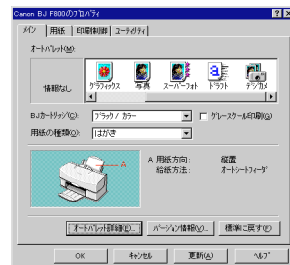 Canon BJ F800のプロパティ
メイン 用紙 印刷制御 ユーティリティ
オートパレット(M):
情報なし グラフィックス 写真 スーパーフォト ドラフト デジカメ
BJカートリッジ(C): ブラック / カラー グレースケール印刷(G)
用紙の種類(O): はがき
A
A 用紙方向: 縦置
給紙方法: オートシートフィーダ
オートパレット詳細(E)... バージョン情報(V)... 標準に戻す(F)
OK キャンセル 更新(A) ヘルプ